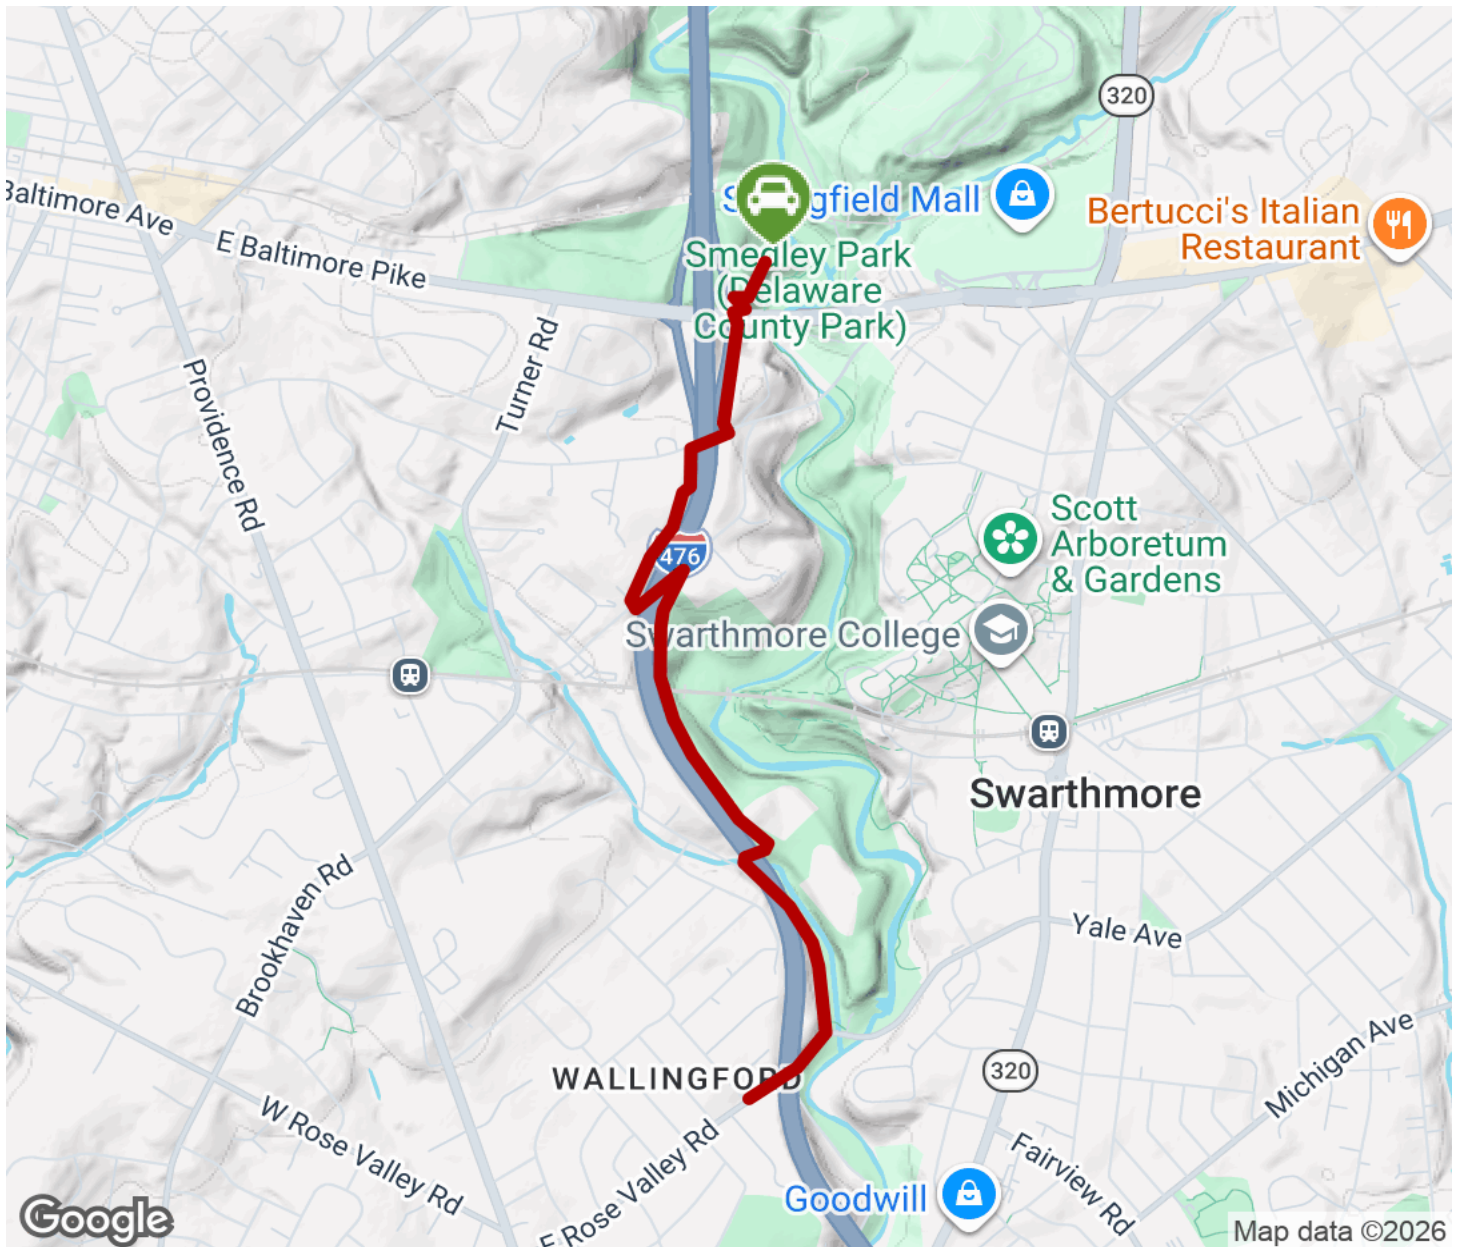 320
Springfield Mall
Bertucci's Italian
Restaurant
Baltimore Ave
E Baltimore Pike
Smedley Park
(Delaware
County Park)
Turner Rd
Providence Rd
Scott
Arboretum
& Gardens
476
Swarthmore College
Swarthmore
Brookhaven Rd
Yale Ave
WALLINGFORD
320
Michigan Ave
W Rose Valley Rd
E Rose Valley Rd
Fairview Rd
Goodwill
Google
Map data ©2026